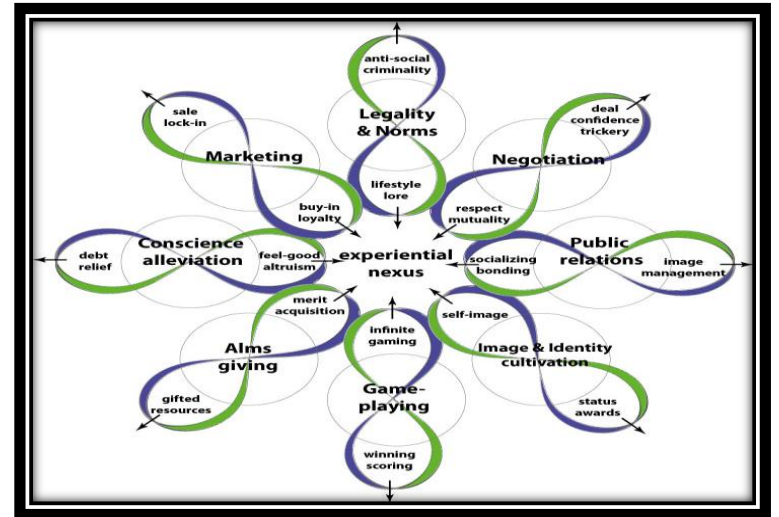 anti-social
criminality
Legality
& Norms
lifestyle
lore
sale
lock-in
Marketing
buy-in
loyalty
deal
confidence
trickery
Negotiation
respect
mutuality
debt
relief
Conscience
alleviation
feel-good
altruism
experiential
nexus
socializing
bonding
Public
relations
image
management
merit
acquisition
Alms
giving
gifted
resources
infinite
gaming
Game-
playing
winning
scoring
self-image
Image & Identity
cultivation
status
awards